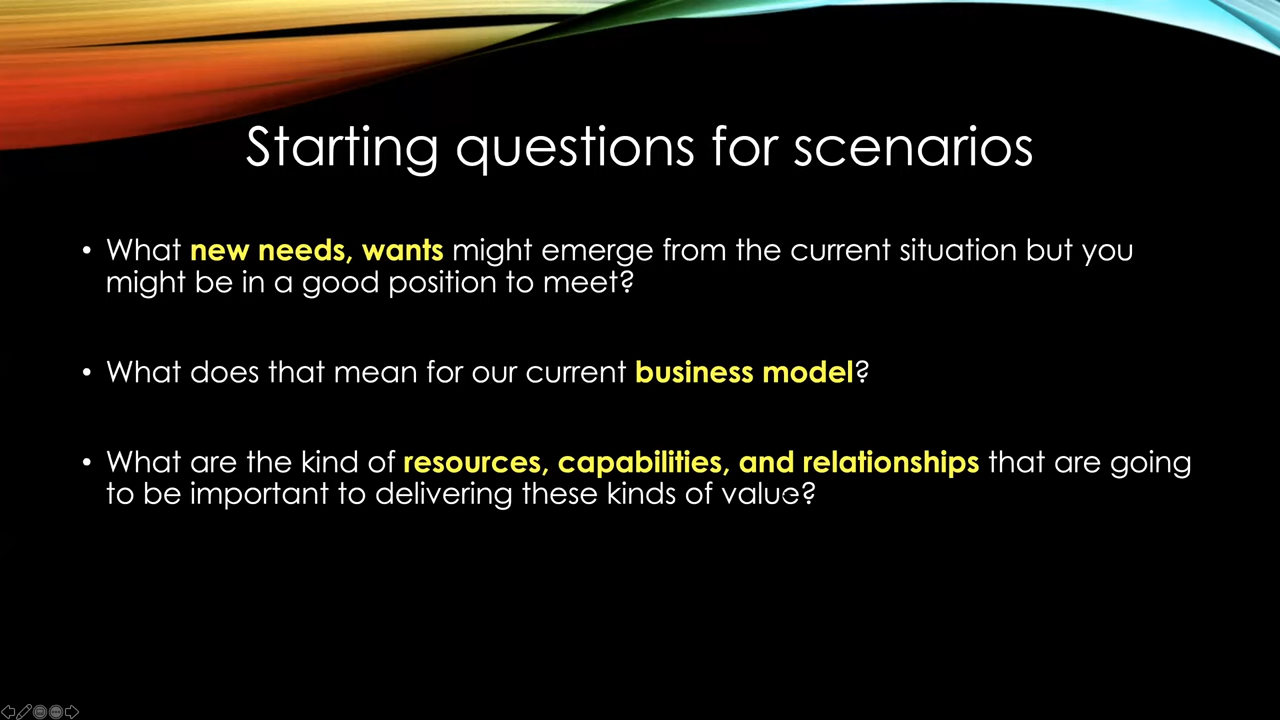 Starting questions for scenarios
• What new needs, wants might emerge from the current situation but you
might be in a good position to meet?
• What does that mean for our current business model?
• What are the kind of resources, capabilities, and relationships that are going
to be important to delivering these kinds of value?